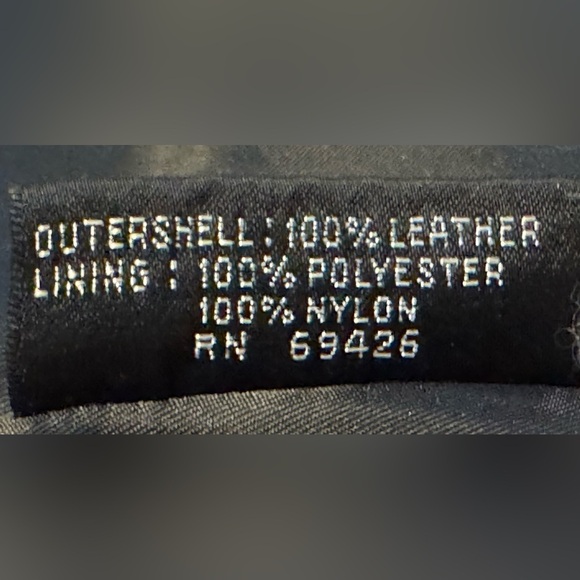 OUTERSHELL: 100% LEATHER
LINING: 100% POLYESTER
100% NYLON
RN 69426